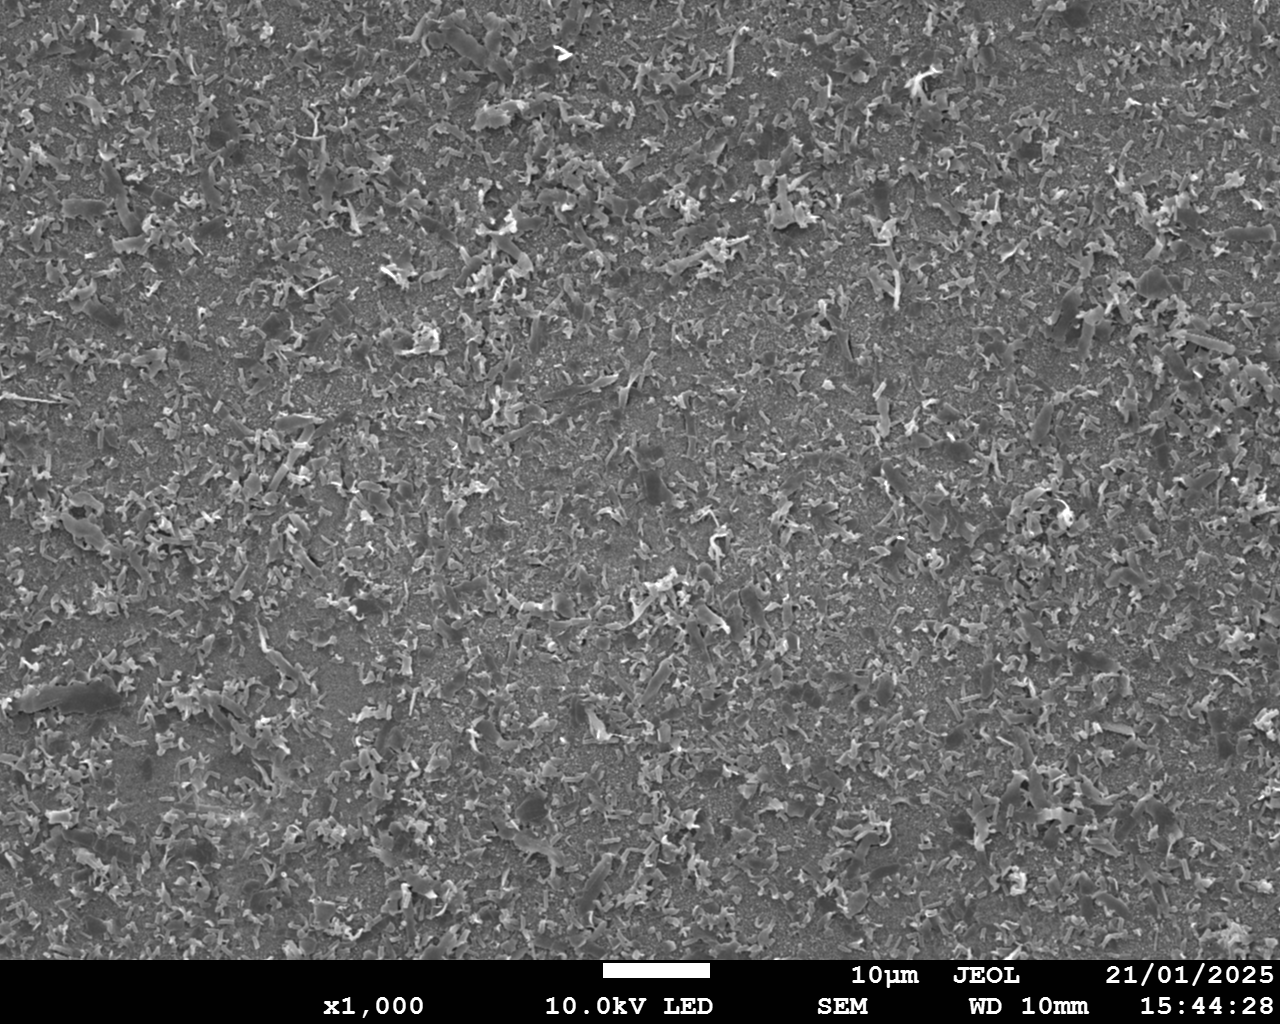 10µm JEOL 21/01/2025
x1,000 10.0kV LED SEM WD 10mm 15:44:28